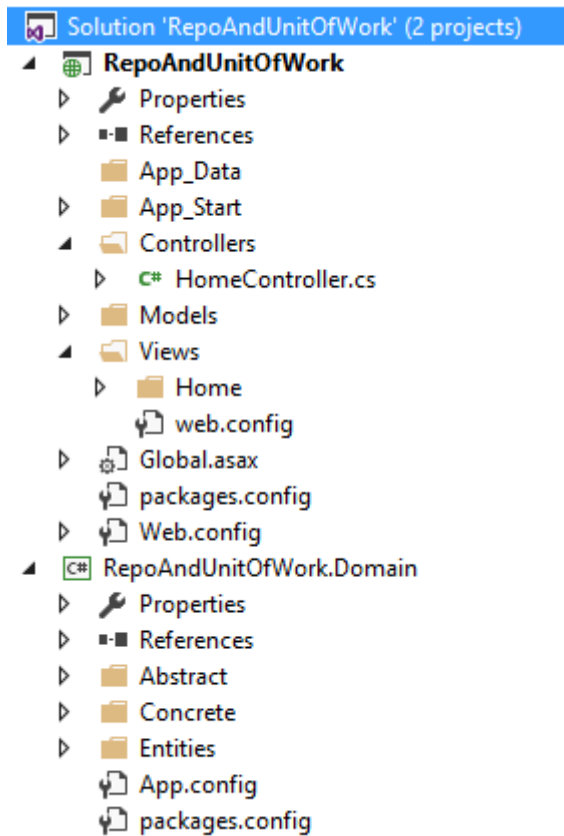 Solution 'RepoAndUnitOfWork' (2 projects)
RepoAndUnitOfWork
Properties
References
App_Data
App_Start
Controllers
C# HomeController.cs
Models
Views
Home
web.config
Global.asax
packages.config
Web.config
C# RepoAndUnitOfWork.Domain
Properties
References
Abstract
Concrete
Entities
App.config
packages.config